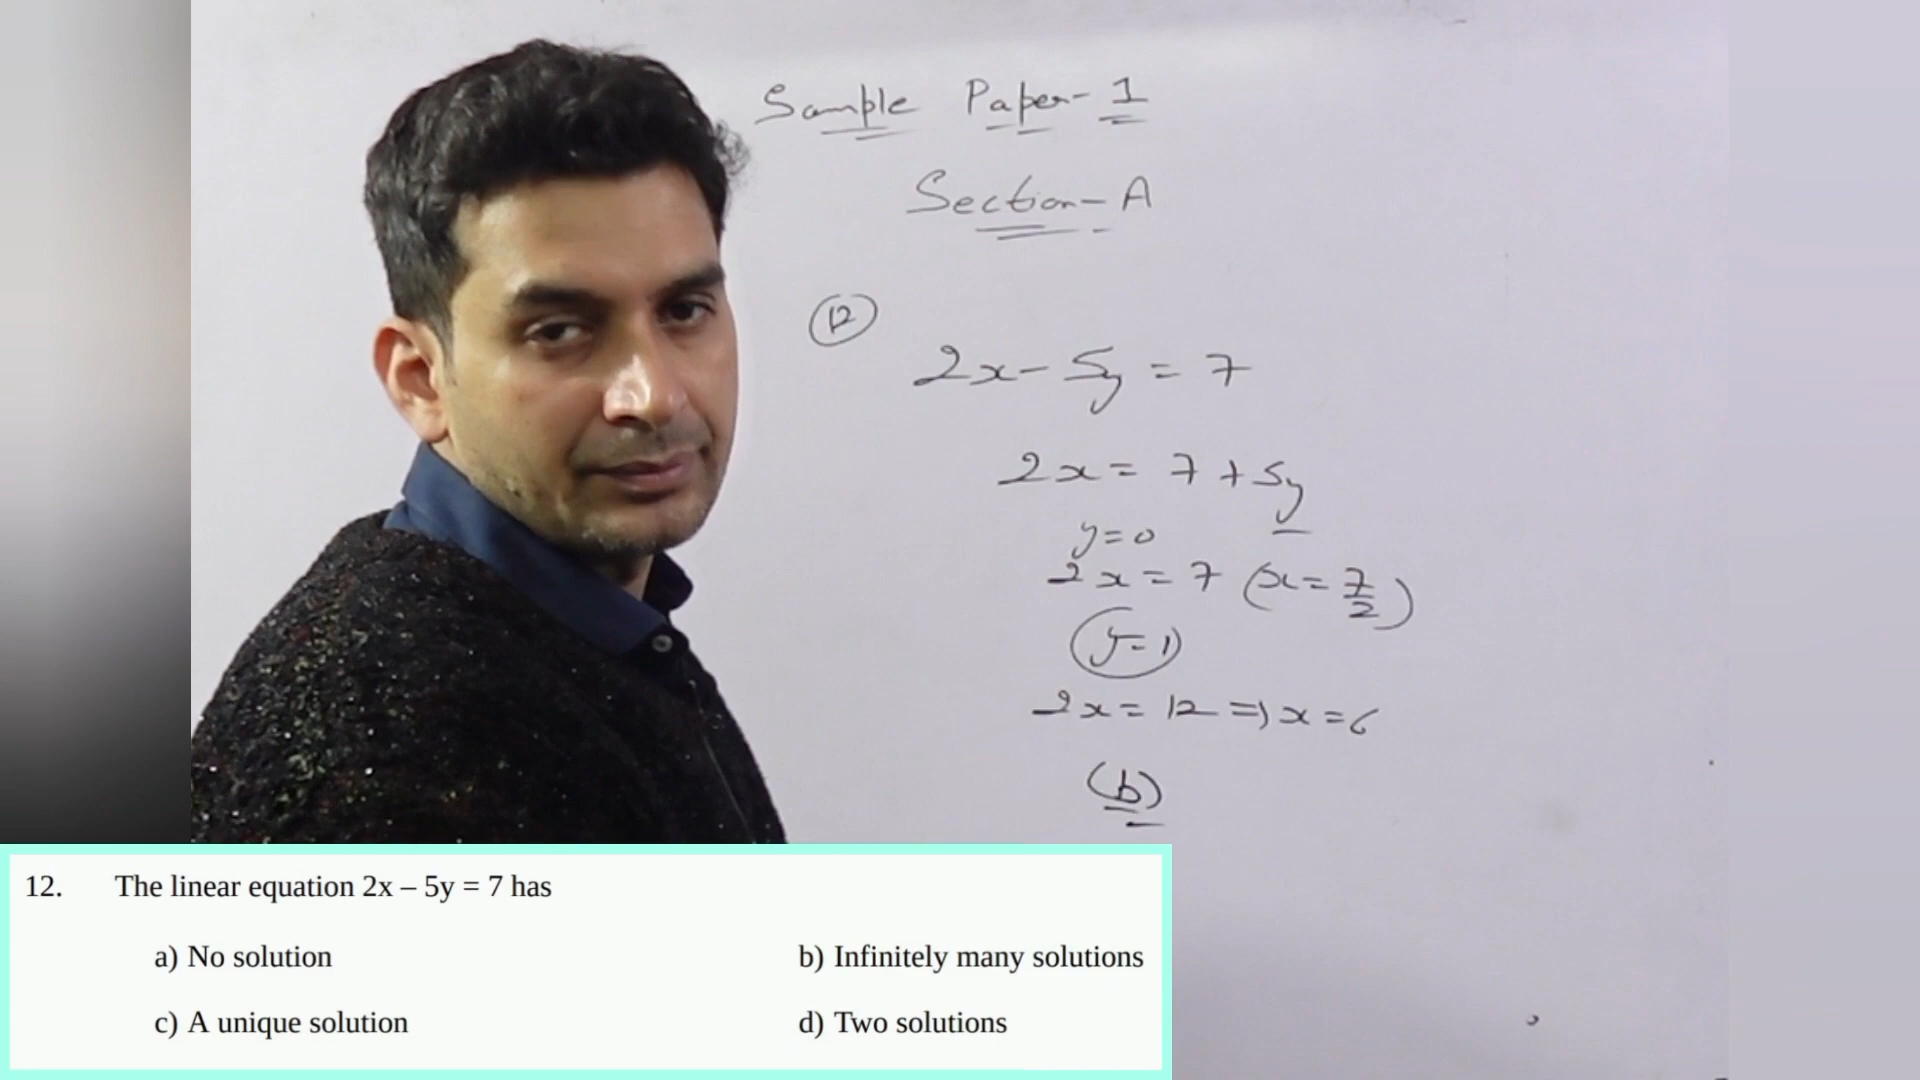 Sample Paper-1
Section-A
12
2x - 5y = 7
2x = 7 + 5y
y=0
2x = 7 (x = 7/2)
y=1
2x = 12 => x = 6
(b)
12. The linear equation 2x – 5y = 7 has
a) No solution b) Infinitely many solutions
c) A unique solution d) Two solutions